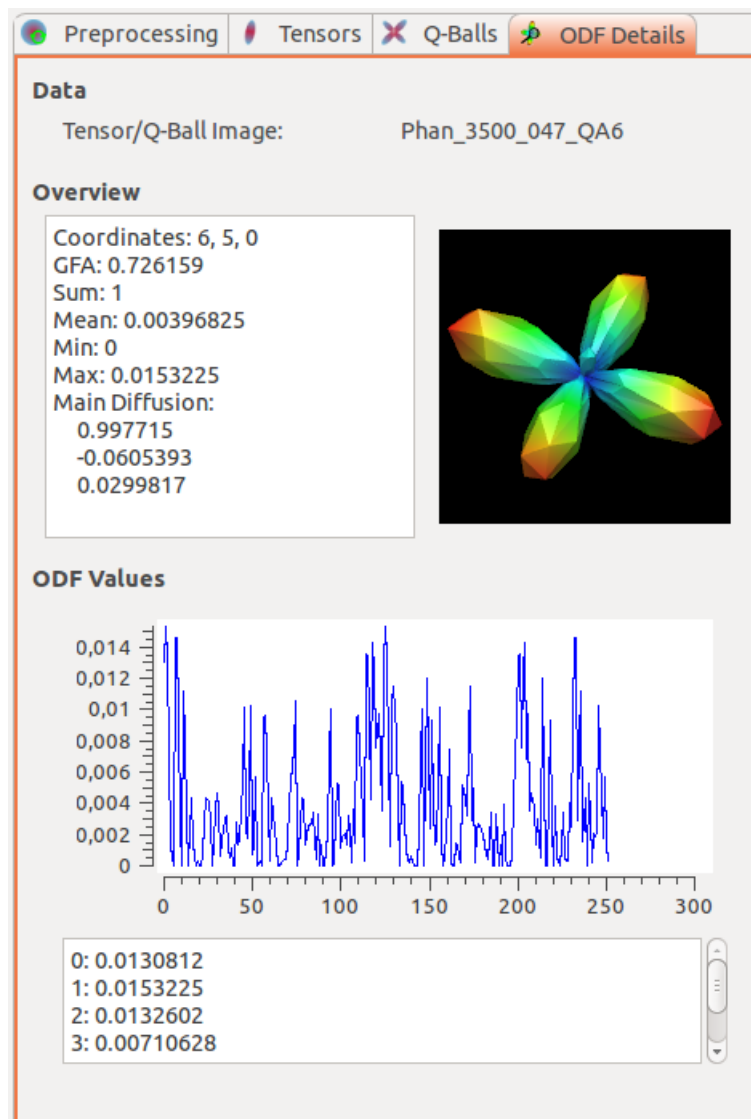 Preprocessing Tensors Q-Balls ODF Details
Data
Tensor/Q-Ball Image: Phan_3500_047_QA6
Overview
Coordinates: 6, 5, 0
GFA: 0.726159
Sum: 1
Mean: 0.00396825
Min: 0
Max: 0.0153225
Main Diffusion:
0.997715
-0.0605393
0.0299817
ODF Values
0,014
0,012
0,01
0,008
0,006
0,004
0,002
0
0 50 100 150 200 250 300
0: 0.0130812
1: 0.0153225
2: 0.0132602
3: 0.00710628